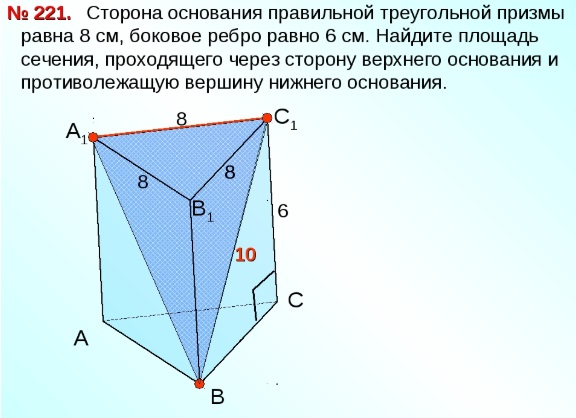 № 221. Сторона основания правильной треугольной призмы
равна 8 см, боковое ребро равно 6 см. Найдите площадь
сечения, проходящего через сторону верхнего основания и
противолежащую вершину нижнего основания.
8
C1
A1
8
8
B1
6
10
C
A
B